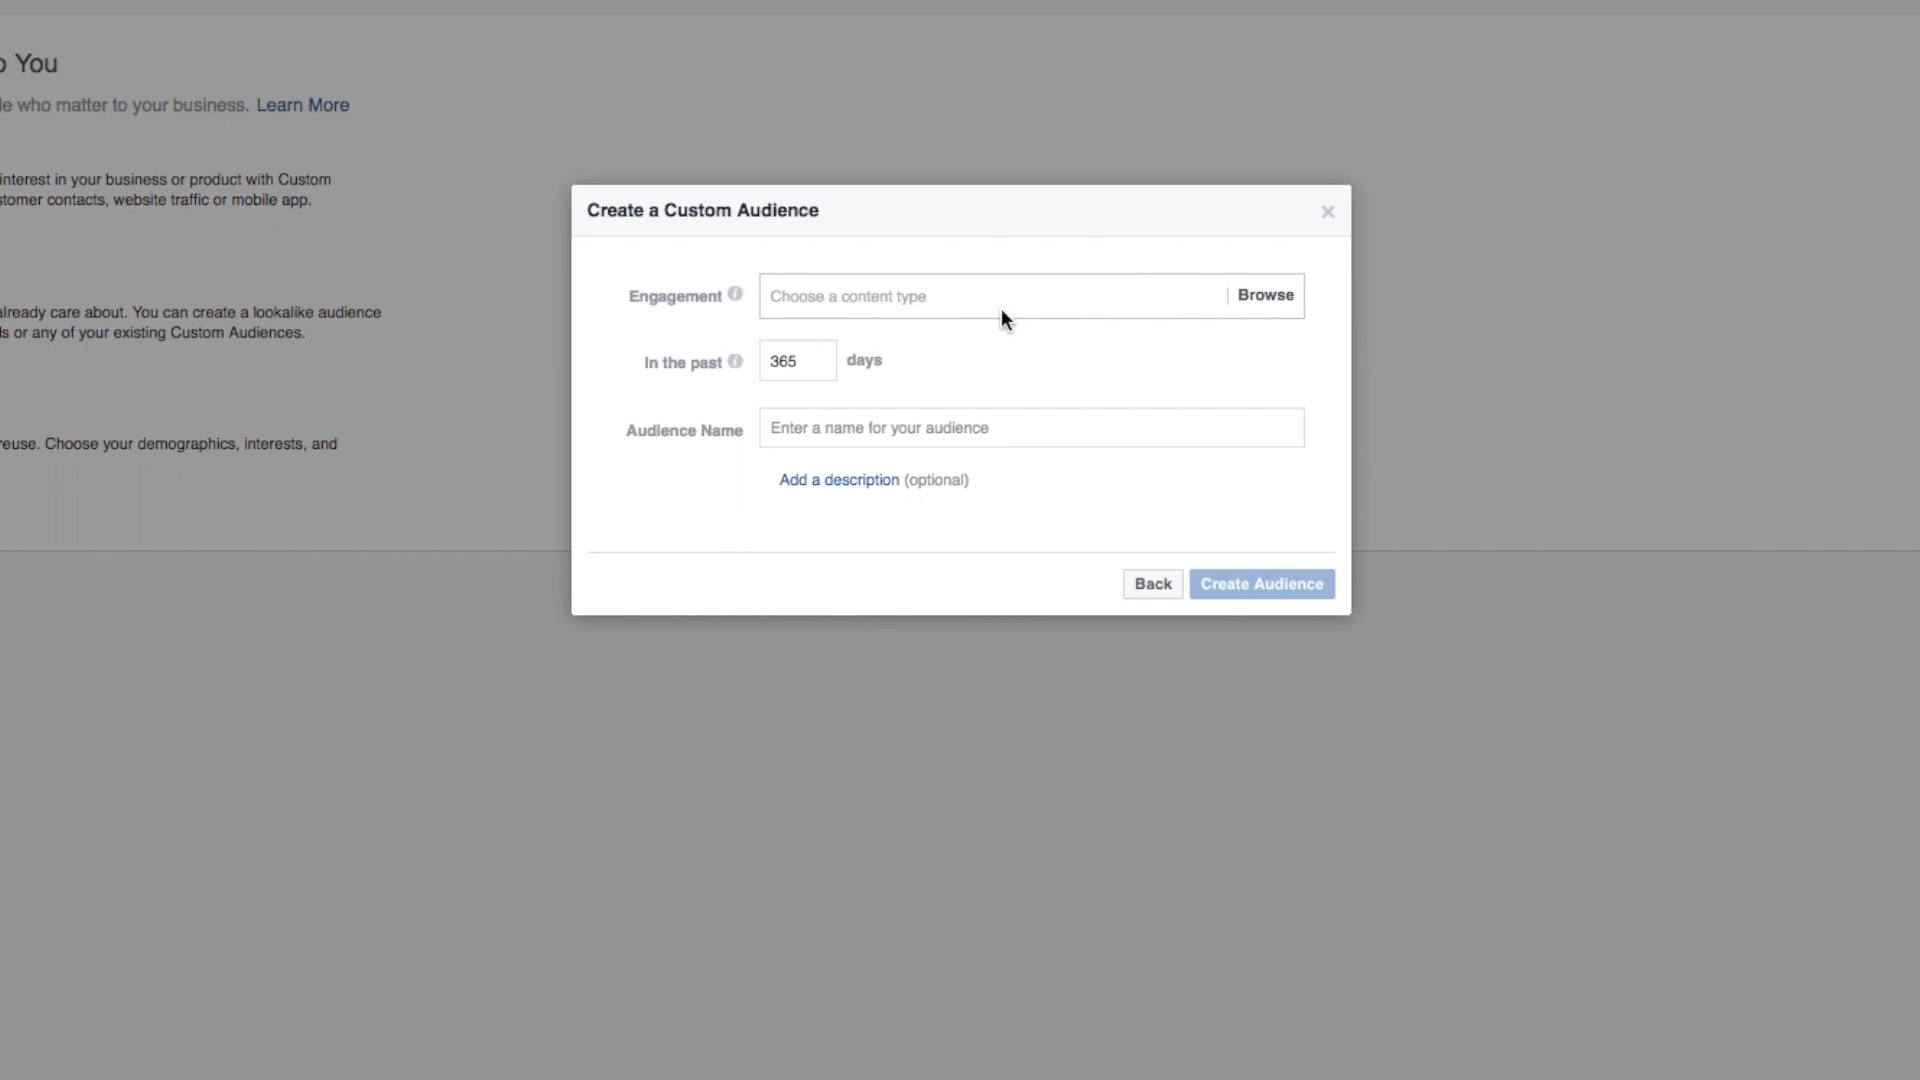 You
who matter to your business. Learn More
interest in your business or product with Custom
customer contacts, website traffic or mobile app.
already care about. You can create a lookalike audience
or any of your existing Custom Audiences.
reuse. Choose your demographics, interests, and
Create a Custom Audience
Engagement
Choose a content type
Browse
In the past
365
days
Audience Name
Enter a name for your audience
Add a description (optional)
Back
Create Audience